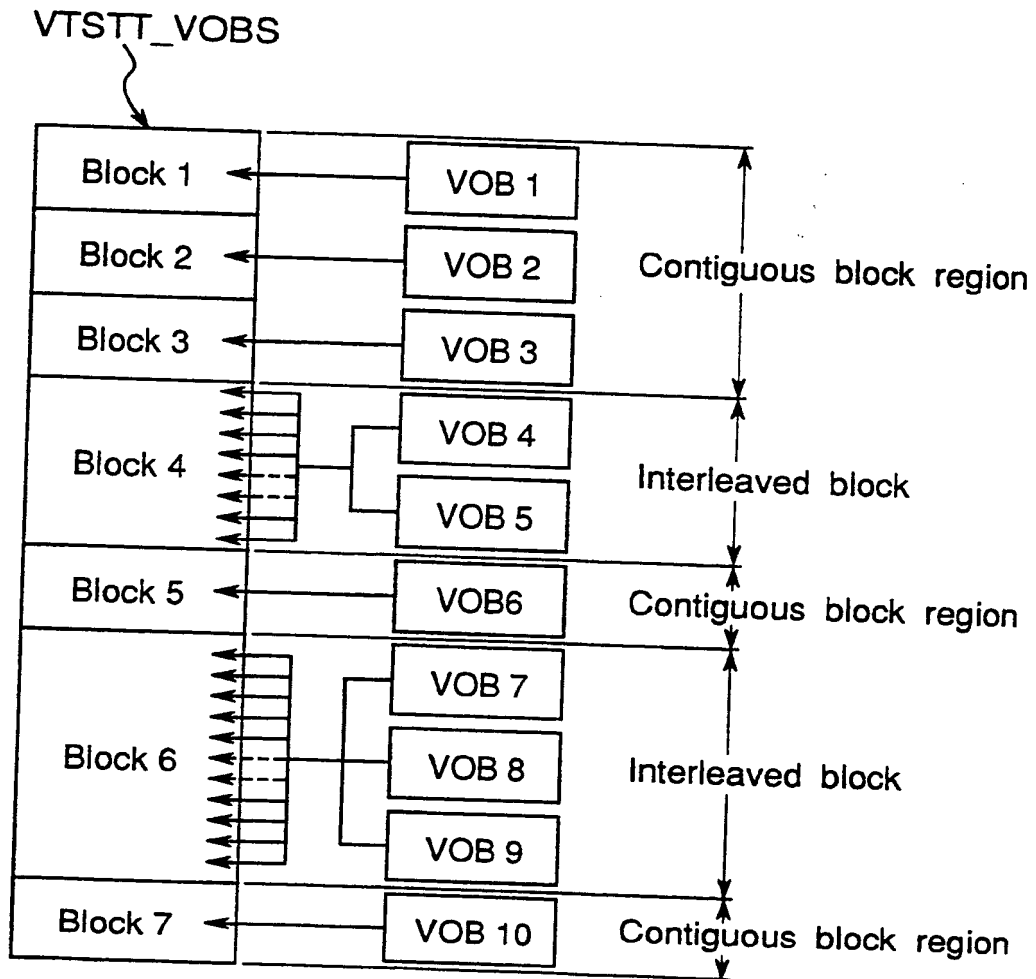 VTSTT_VOBS
Block 1
VOB 1
Block 2
VOB 2
Contiguous block region
Block 3
VOB 3
Block 4
VOB 4
Interleaved block
VOB 5
Block 5
VOB6
Contiguous block region
VOB 7
Block 6
VOB 8
Interleaved block
VOB 9
Block 7
VOB 10
Contiguous block region